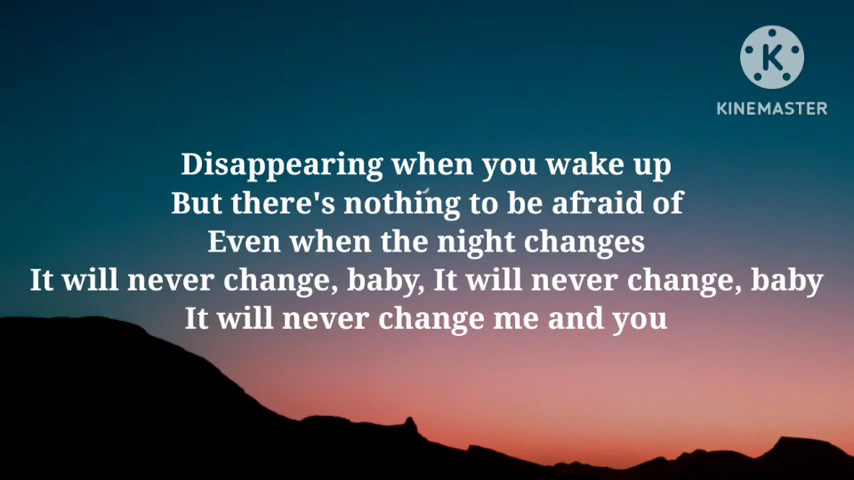 KINEMASTER
Disappearing when you wake up
But there's nothing to be afraid of
Even when the night changes
It will never change, baby, It will never change, baby
It will never change me and you